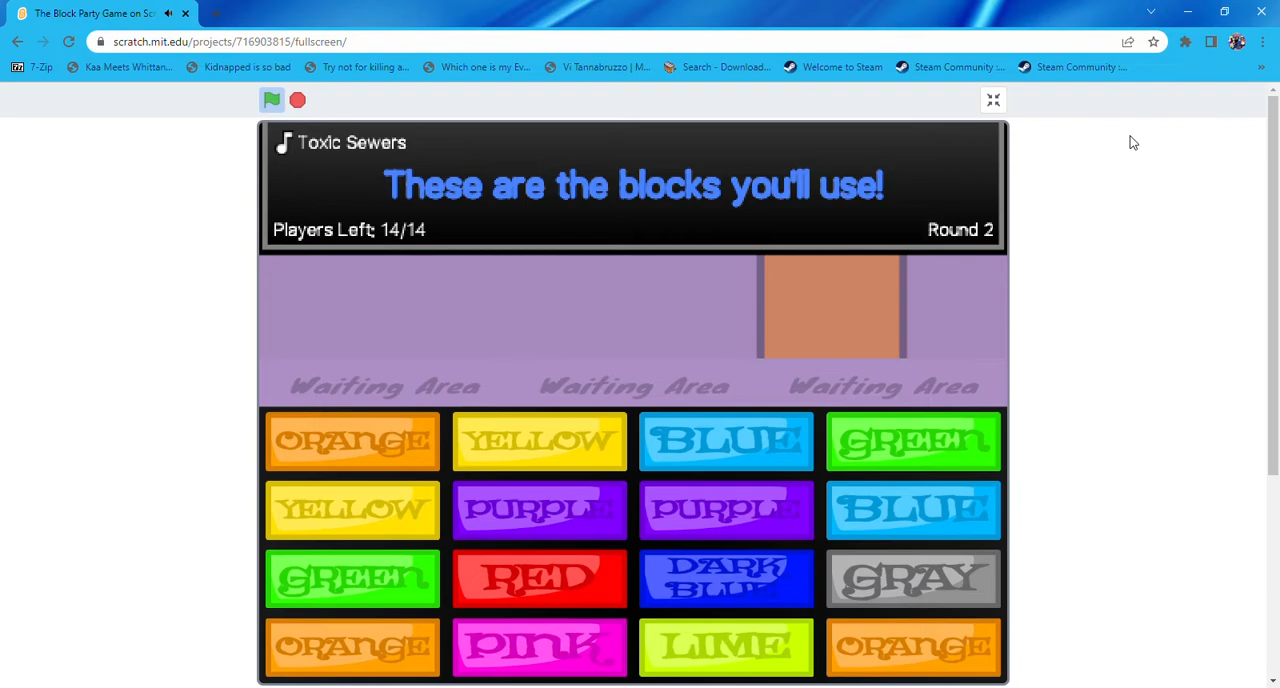 The Block Party Game on Scr
scratch.mit.edu/projects/716903815/fullscreen/
7z 7-Zip Kaa Meets Whittan... Kidnapped is so bad Try not for killing a... Which one is my Ev... Vi Tannabruzzo | M... Search - Download... Welcome to Steam Steam Community :... Steam Community :... »
Toxic Sewers
These are the blocks you'll use!
Players Left: 14/14 Round 2
Waiting Area Waiting Area Waiting Area
ORANGE YELLOW BLUE GREEN
YELLOW PURPLE PURPLE BLUE
GREEN RED DARK BLUE GRAY
ORANGE PINK LIME ORANGE